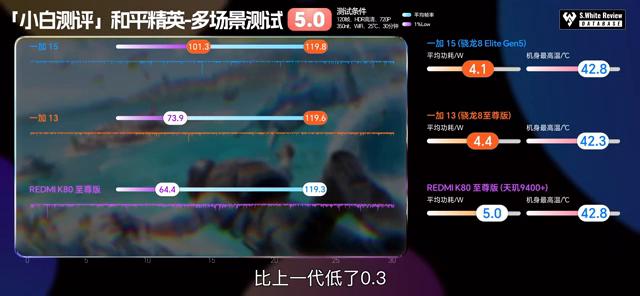 「小白测评」和平精英-多场景测试 5.0
测试条件
120帧、HDR高清、720P
350nit、WiFi、25℃、30分钟
平均帧率
1%Low
S.White Review
DATABASE
一加 15
101.3
119.8
一加 13
73.9
119.6
REDMI K80 至尊版
64.4
119.3
0 5 10 15 20 25 30
一加 15 (骁龙8 Elite Gen5)
平均功耗/W
机身最高温/℃
4.1
42.8
一加 13 (骁龙8至尊版)
平均功耗/W
机身最高温/℃
4.4
42.3
REDMI K80 至尊版 (天玑9400+)
平均功耗/W
机身最高温/℃
5.0
42.8
比上一代低了0.3